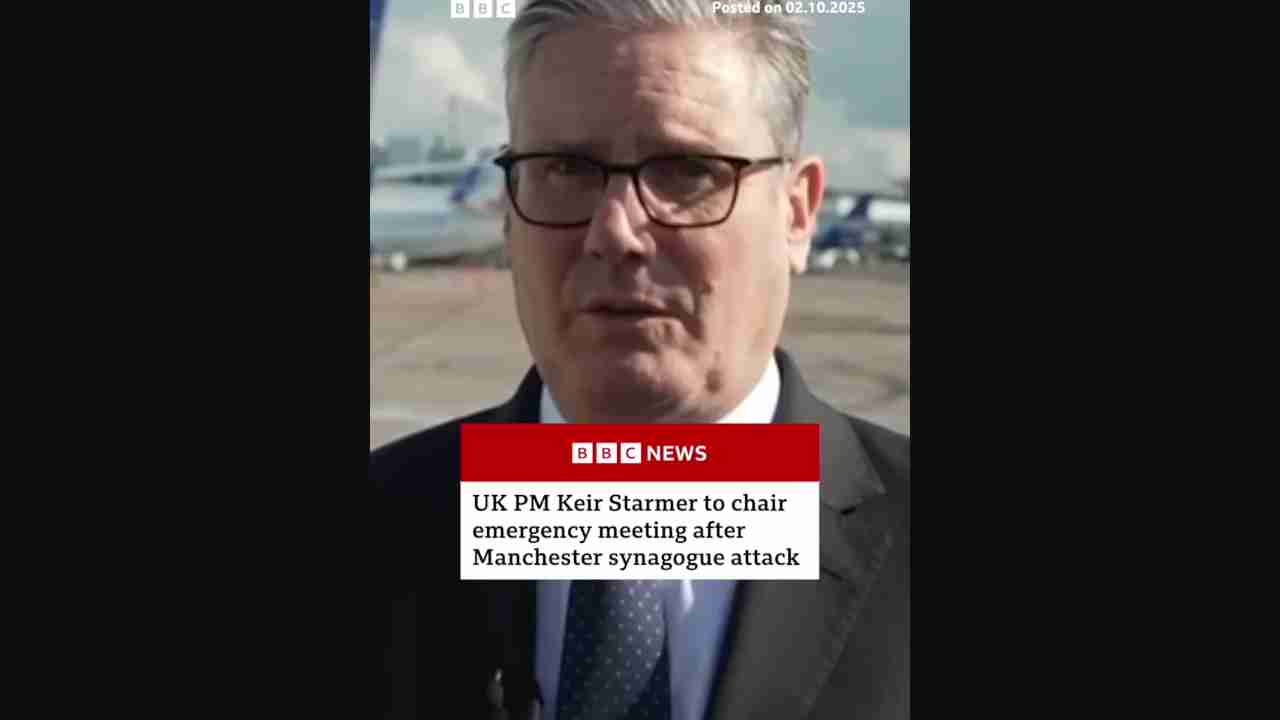 BBC
Posted on 02.10.2025
BBC NEWS
UK PM Keir Starmer to chair
emergency meeting after
Manchester synagogue attack